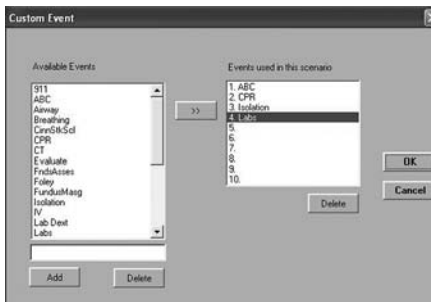 Custom Event
Available Events
911
ABC
Airway
Breathing
CinnStkScl
CPR
CT
Evaluate
FndsAsses
Foley
FundusMasg
Isolation
IV
Lab Dext
Labs
Add
Delete
>>
Events used in this scenario
1. ABC
2. CPR
3. Isolation
4. Labs
5.
6.
7.
8.
9.
10.
Delete
OK
Cancel